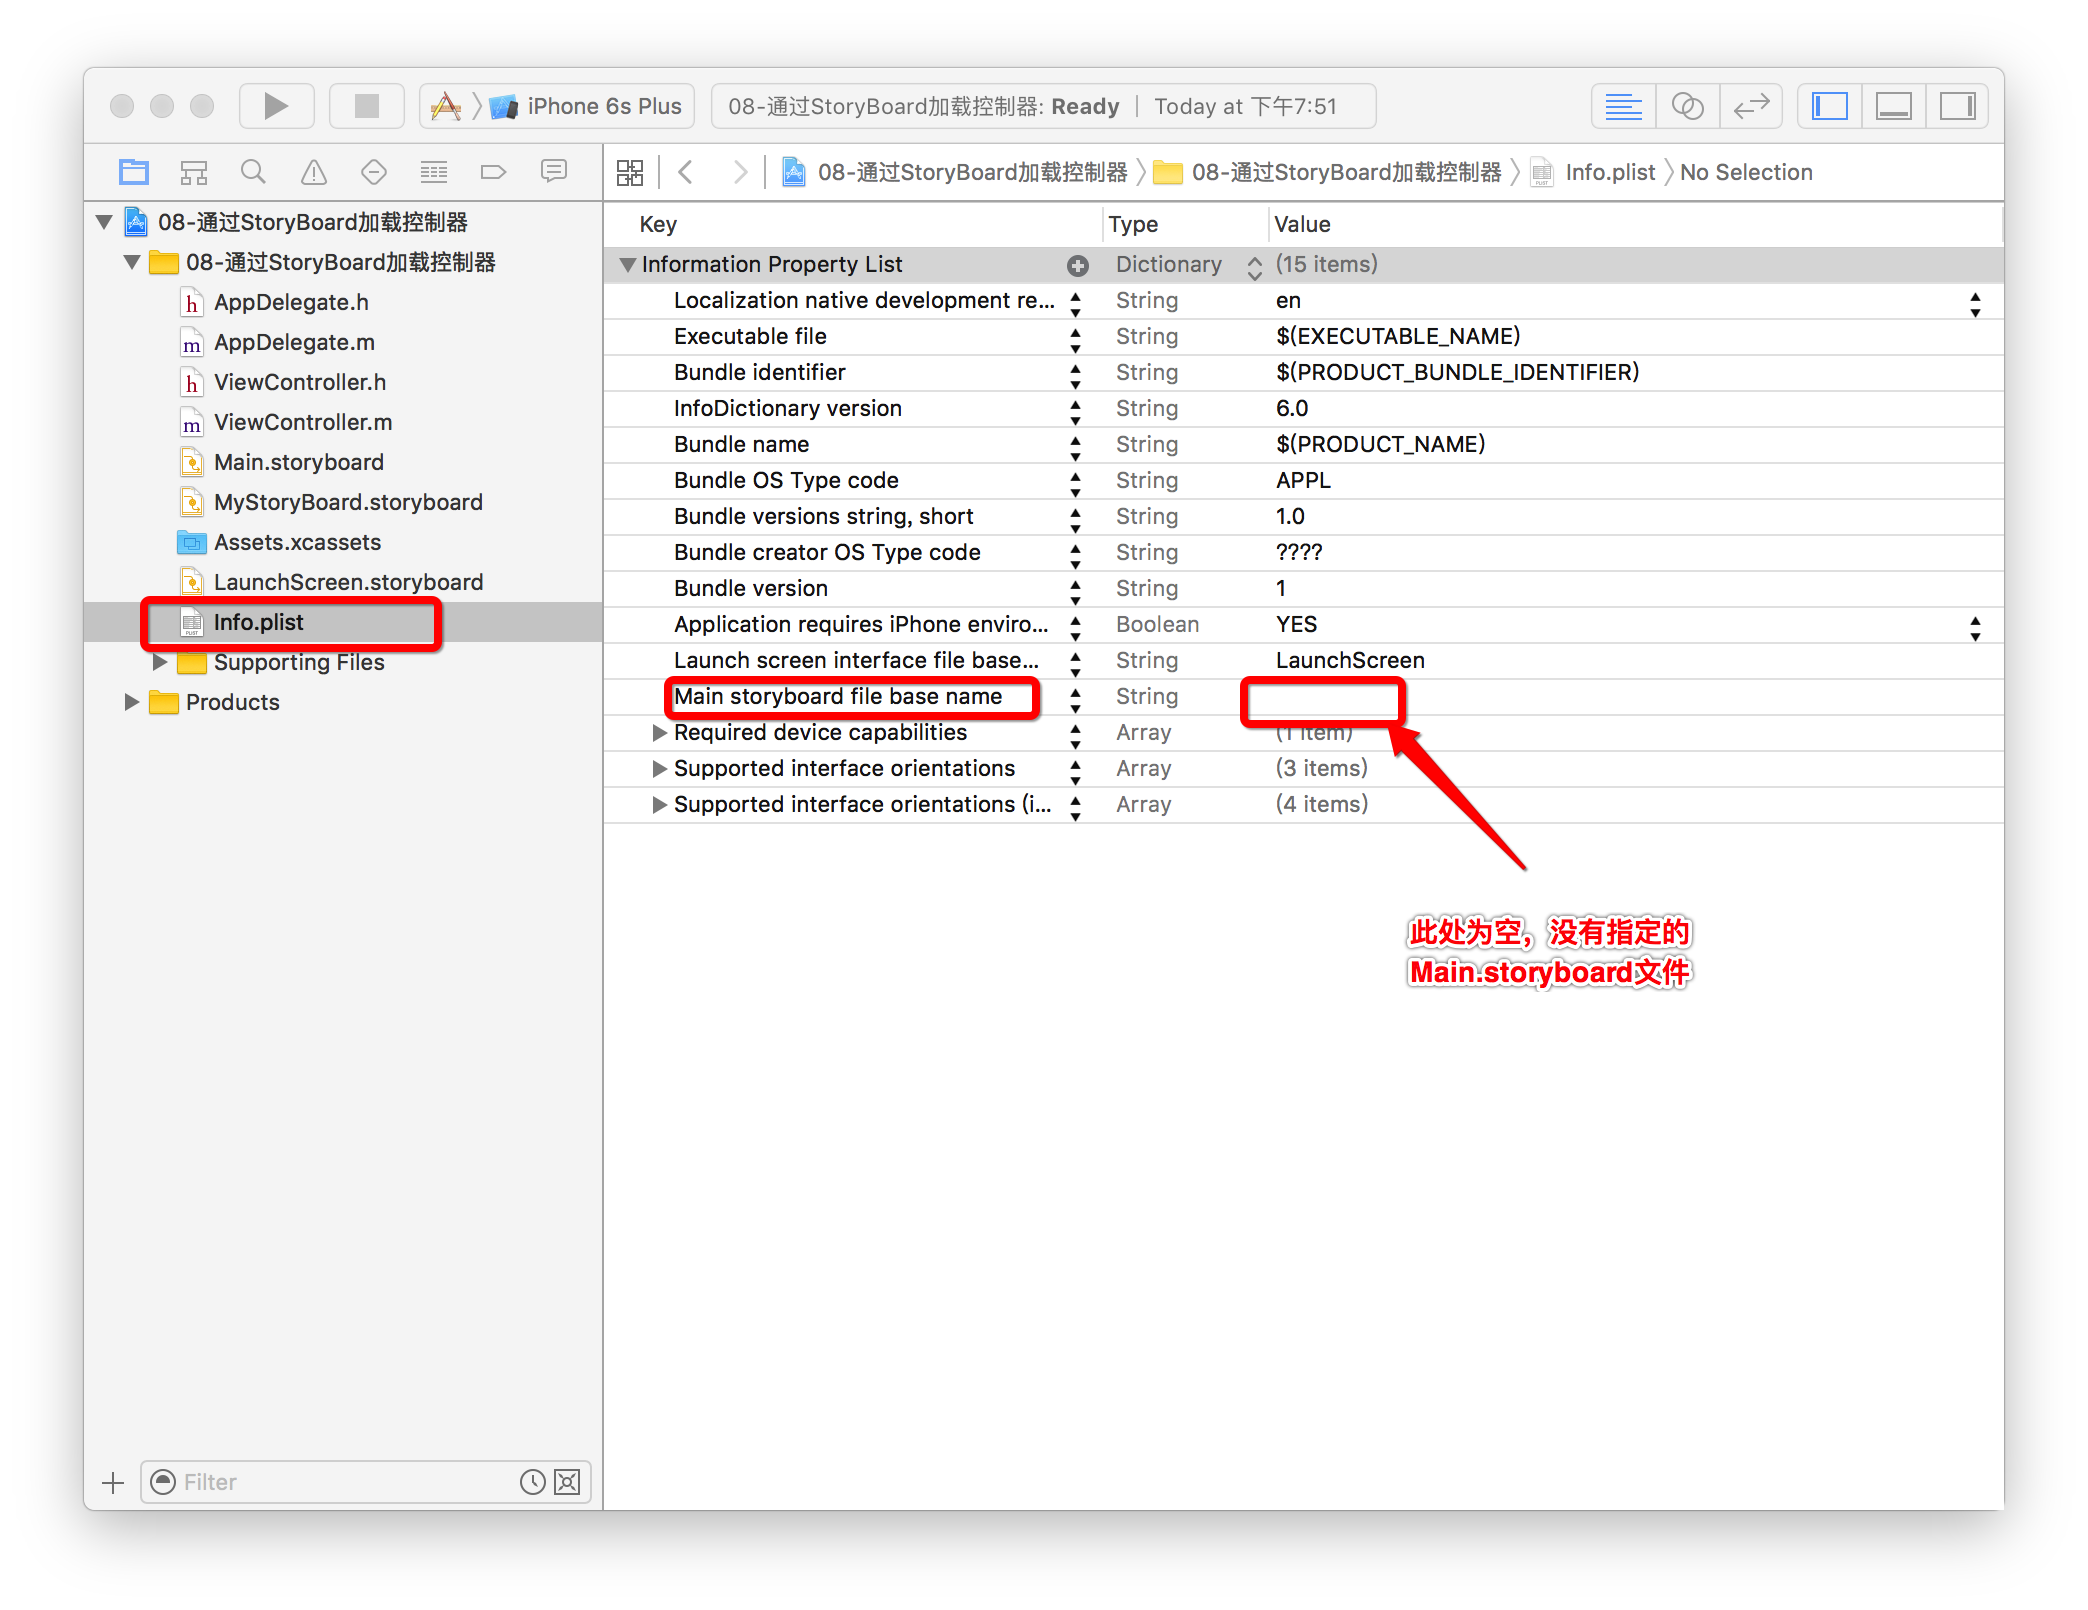 iPhone 6s Plus
08-通过StoryBoard加载控制器: Ready | Today at 下午7:51
08-通过StoryBoard加载控制器 〉 08-通过StoryBoard加载控制器 〉 Info.plist 〉 No Selection
08-通过StoryBoard加载控制器
08-通过StoryBoard加载控制器
h AppDelegate.h
m AppDelegate.m
h ViewController.h
m ViewController.m
Main.storyboard
MyStoryBoard.storyboard
Assets.xcassets
LaunchScreen.storyboard
Info.plist
Supporting Files
Products
Filter
Key Type Value
Information Property List Dictionary (15 items)
Localization native development re... String en
Executable file String $(EXECUTABLE_NAME)
Bundle identifier String $(PRODUCT_BUNDLE_IDENTIFIER)
InfoDictionary version String 6.0
Bundle name String $(PRODUCT_NAME)
Bundle OS Type code String APPL
Bundle versions string, short String 1.0
Bundle creator OS Type code String ????
Bundle version String 1
Application requires iPhone enviro... Boolean YES
Launch screen interface file base... String LaunchScreen
Main storyboard file base name String
Required device capabilities Array (1 item)
Supported interface orientations Array (3 items)
Supported interface orientations (i... Array (4 items)
此处为空，没有指定的
Main.storyboard文件